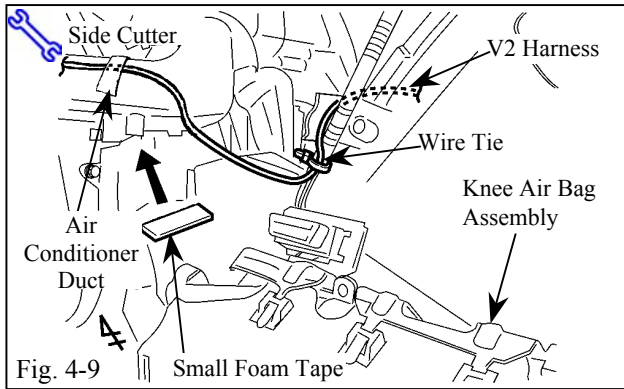 Side Cutter
V2 Harness
Wire Tie
Knee Air Bag
Assembly
Air
Conditioner
Duct
Small Foam Tape
Fig. 4-9